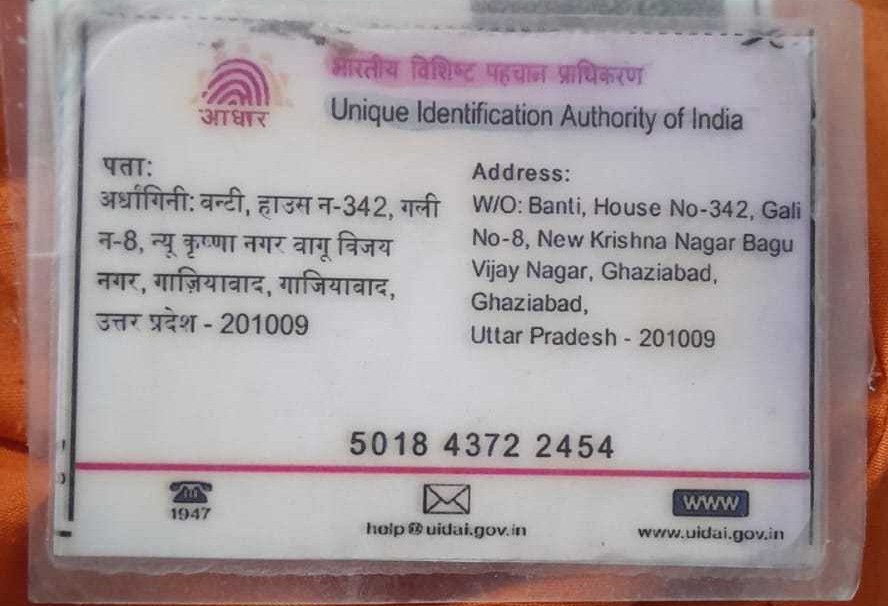 आधार
भारतीय विशिष्ट पहचान प्राधिकरण
Unique Identification Authority of India
पता:
अर्धांगिनी: वन्टी, हाउस न-342, गली
न-8, न्यू कृष्णा नगर वागू विजय
नगर, गाज़ियावाद, गाजियावाद,
उत्तर प्रदेश - 201009
Address:
W/O: Banti, House No-342, Gali
No-8, New Krishna Nagar Bagu
Vijay Nagar, Ghaziabad,
Ghaziabad,
Uttar Pradesh - 201009
5018 4372 2454
1947
help@uidai.gov.in
www
www.uidai.gov.in